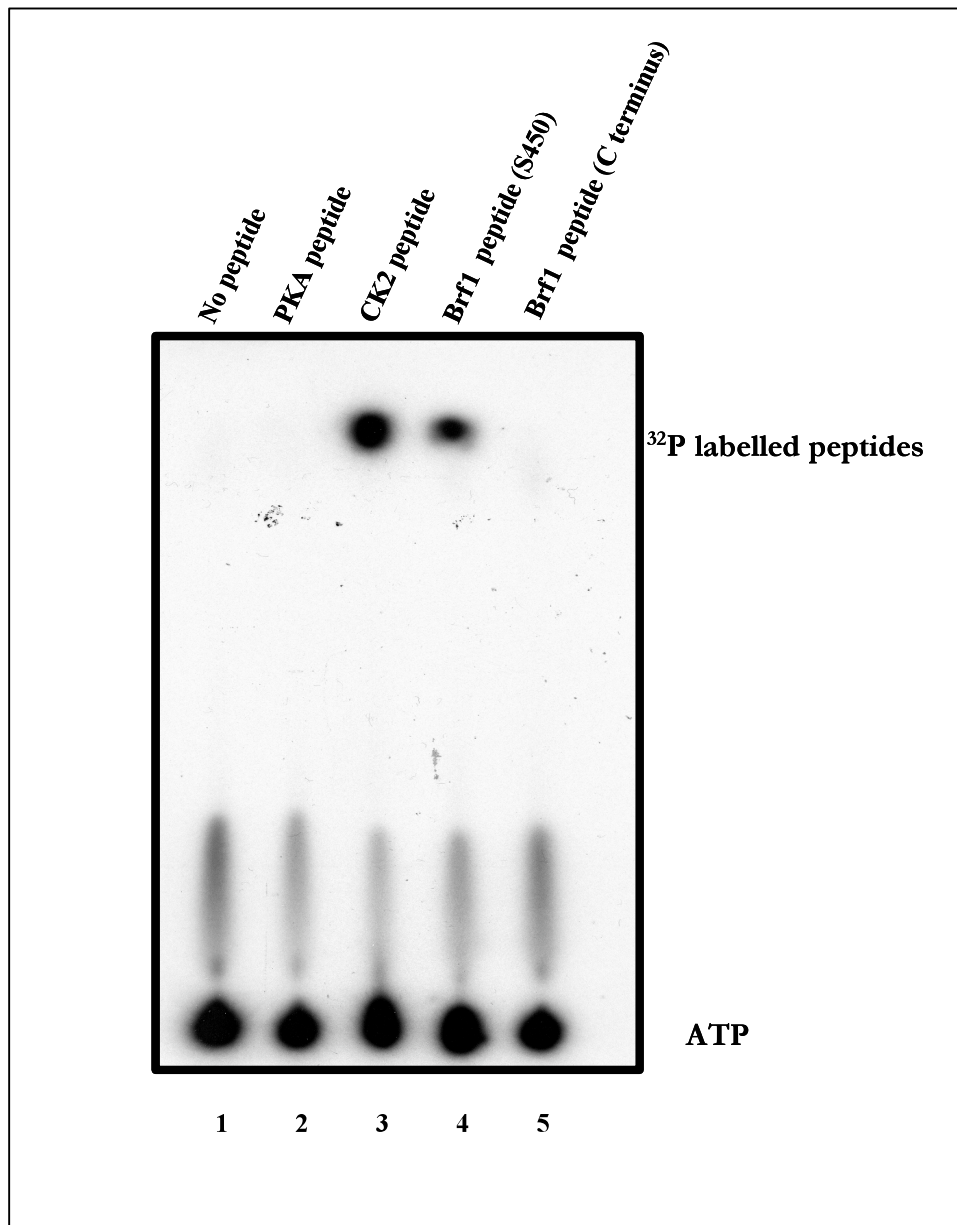 No peptide
PKA peptide
CK2 peptide
Brf1 peptide (S450)
Brf1 peptide (C terminus)
³²P labelled peptides
ATP
1 2 3 4 5